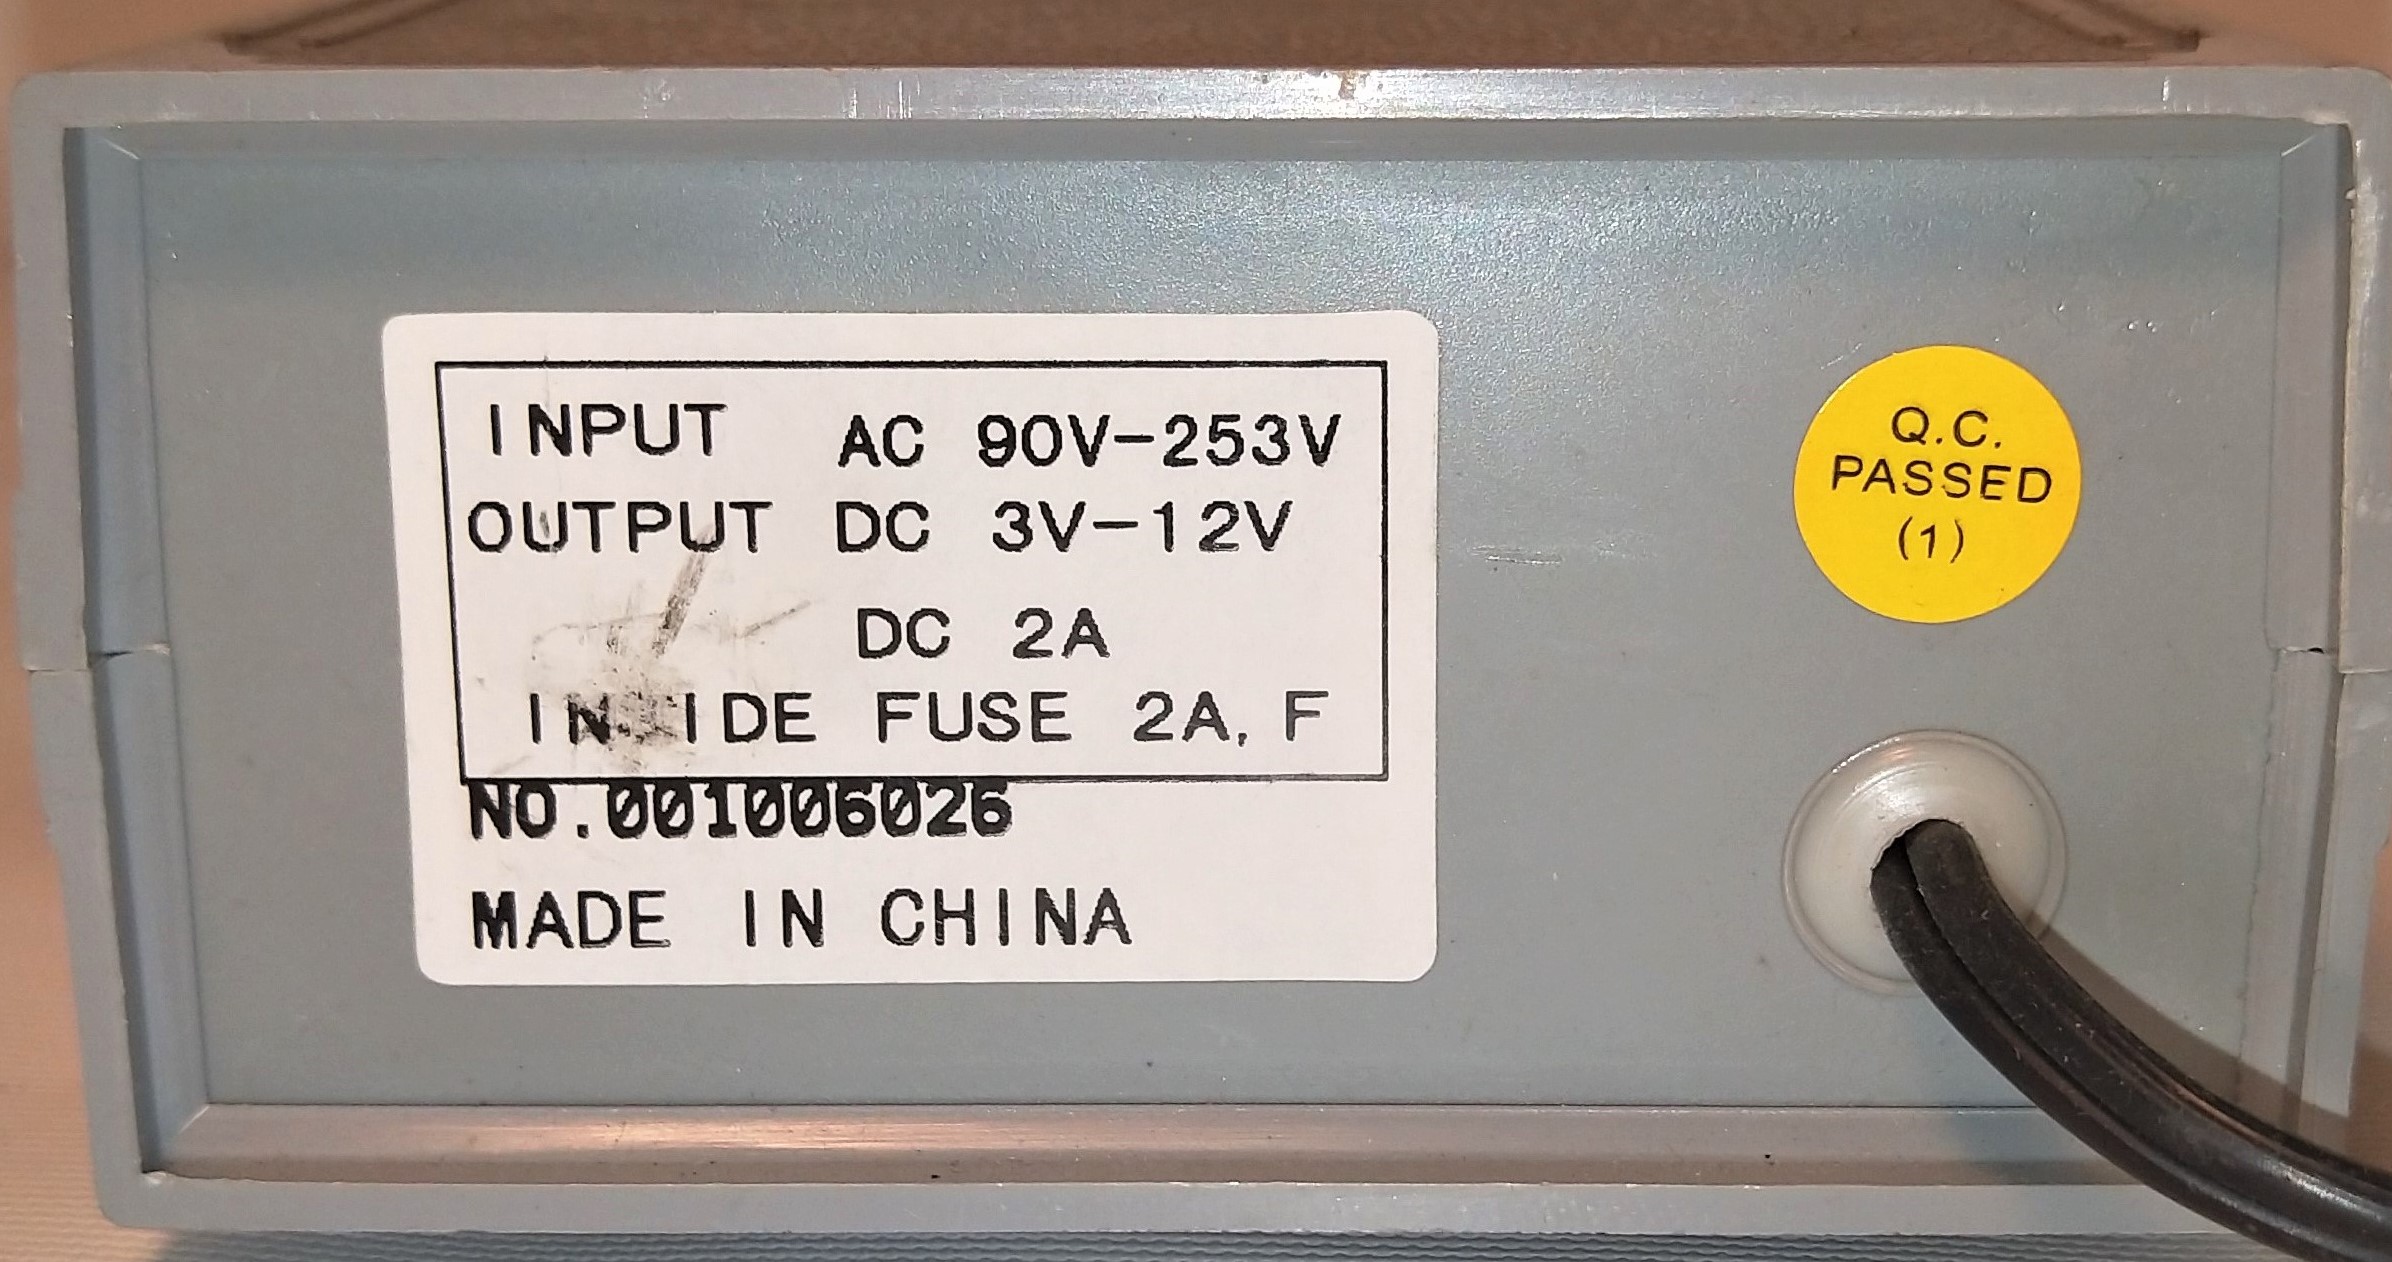 INPUT AC 90V-253V
OUTPUT DC 3V-12V
DC 2A
FUSE 2A, F
NO.001006026
MADE IN CHINA
Q.C.
PASSED
(1)